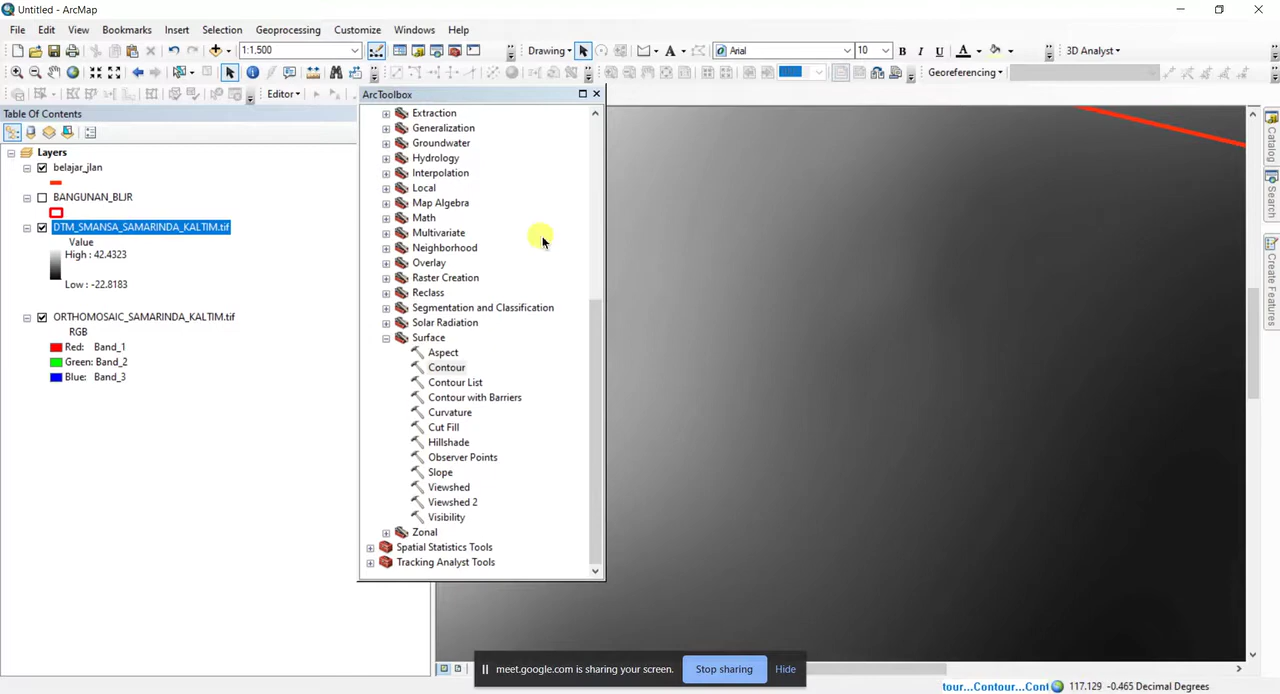 Untitled - ArcMap
File Edit View Bookmarks Insert Selection Geoprocessing Customize Windows Help
1:1,500 Drawing Arial 10 B I U A 3D Analyst
Georeferencing
Editor
Table Of Contents
Layers
belajar_jlan
BANGUNAN_BLJR
DTM_SMANSA_SAMARINDA_KALTIM.tif
Value
High : 42.4323
Low : -22.8183
ORTHOMOSAIC_SAMARINDA_KALTIM.tif
RGB
Red: Band_1
Green: Band_2
Blue: Band_3
ArcToolbox
Extraction
Generalization
Groundwater
Hydrology
Interpolation
Local
Map Algebra
Math
Multivariate
Neighborhood
Overlay
Raster Creation
Reclass
Segmentation and Classification
Solar Radiation
Surface
Aspect
Contour
Contour List
Contour with Barriers
Curvature
Cut Fill
Hillshade
Observer Points
Slope
Viewshed
Viewshed 2
Visibility
Zonal
Spatial Statistics Tools
Tracking Analyst Tools
Catalog
Search
Create Features
meet.google.com is sharing your screen. Stop sharing Hide
tour...Contour...Cont 117.129 -0.465 Decimal Degrees